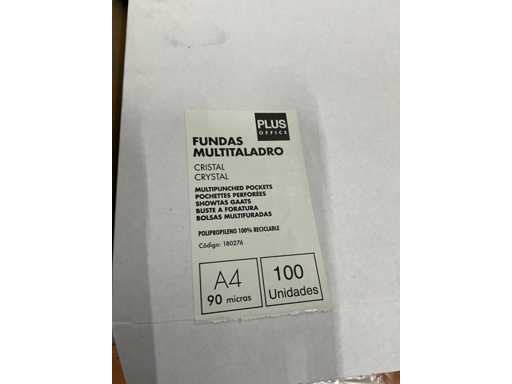 PLUS
OFFICE
FUNDAS
MULTITALADRO
CRISTAL
CRYSTAL
MULTIPUNCHED POCKETS
POCHETTES PERFORÉES
SHOWTAS GAATS
BUSTE A FORATURA
BOLSAS MULTIFURADAS
POLIPROPILENO 100% RECICLABLE
Código: 180276
A4
90 micras
100
Unidades